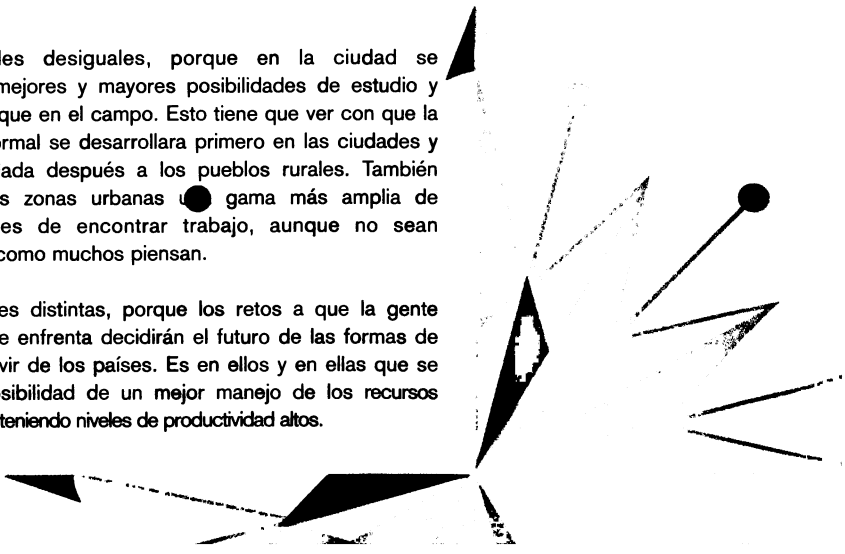 les desiguales, porque en la ciudad se
mejores y mayores posibilidades de estudio y
que en el campo. Esto tiene que ver con que la
ormal se desarrollara primero en las ciudades y
ada después a los pueblos rurales. También
s zonas urbanas gama más amplia de
es de encontrar trabajo, aunque no sean
como muchos piensan.
es distintas, porque los retos a que la gente
e enfrenta decidirán el futuro de las formas de
vir de los países. Es en ellos y en ellas que se
sibilidad de un mejor manejo de los recursos
teniendo niveles de productividad altos.